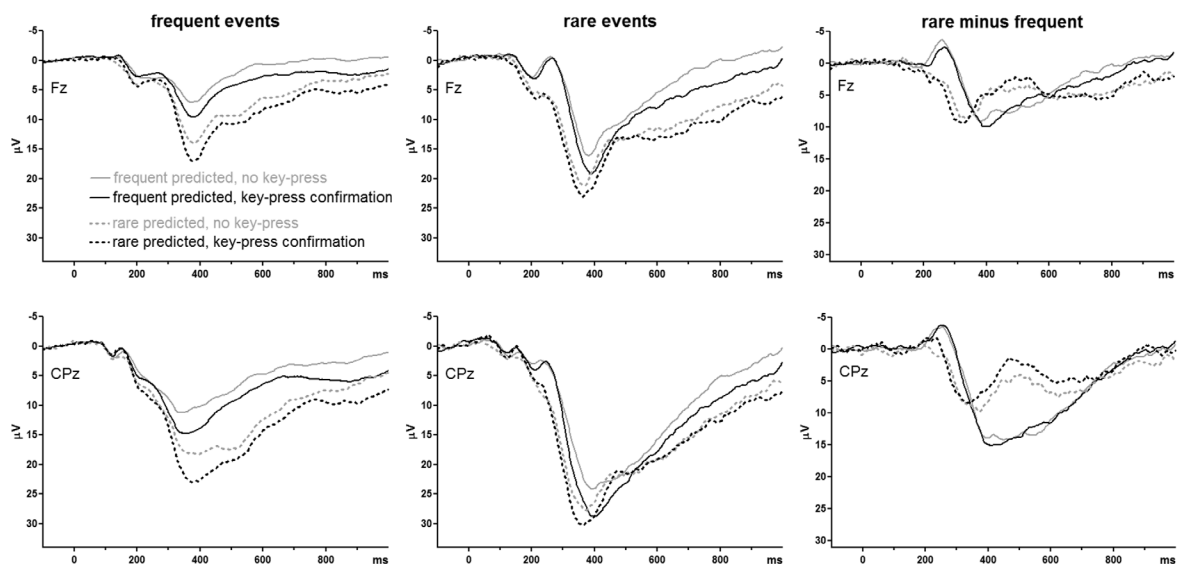 frequent events
rare events
rare minus frequent
-5
0
5
10
15
20
25
30
µV
Fz
frequent predicted, no key-press
frequent predicted, key-press confirmation
rare predicted, no key-press
rare predicted, key-press confirmation
0 200 400 600 800 ms
-5
0
5
10
15
20
25
30
µV
Fz
0 200 400 600 800 ms
-5
0
5
10
15
20
25
30
µV
Fz
0 200 400 600 800 ms
-5
0
5
10
15
20
25
30
µV
CPz
0 200 400 600 800 ms
-5
0
5
10
15
20
25
30
µV
CPz
0 200 400 600 800 ms
-5
0
5
10
15
20
25
30
µV
CPz
0 200 400 600 800 ms